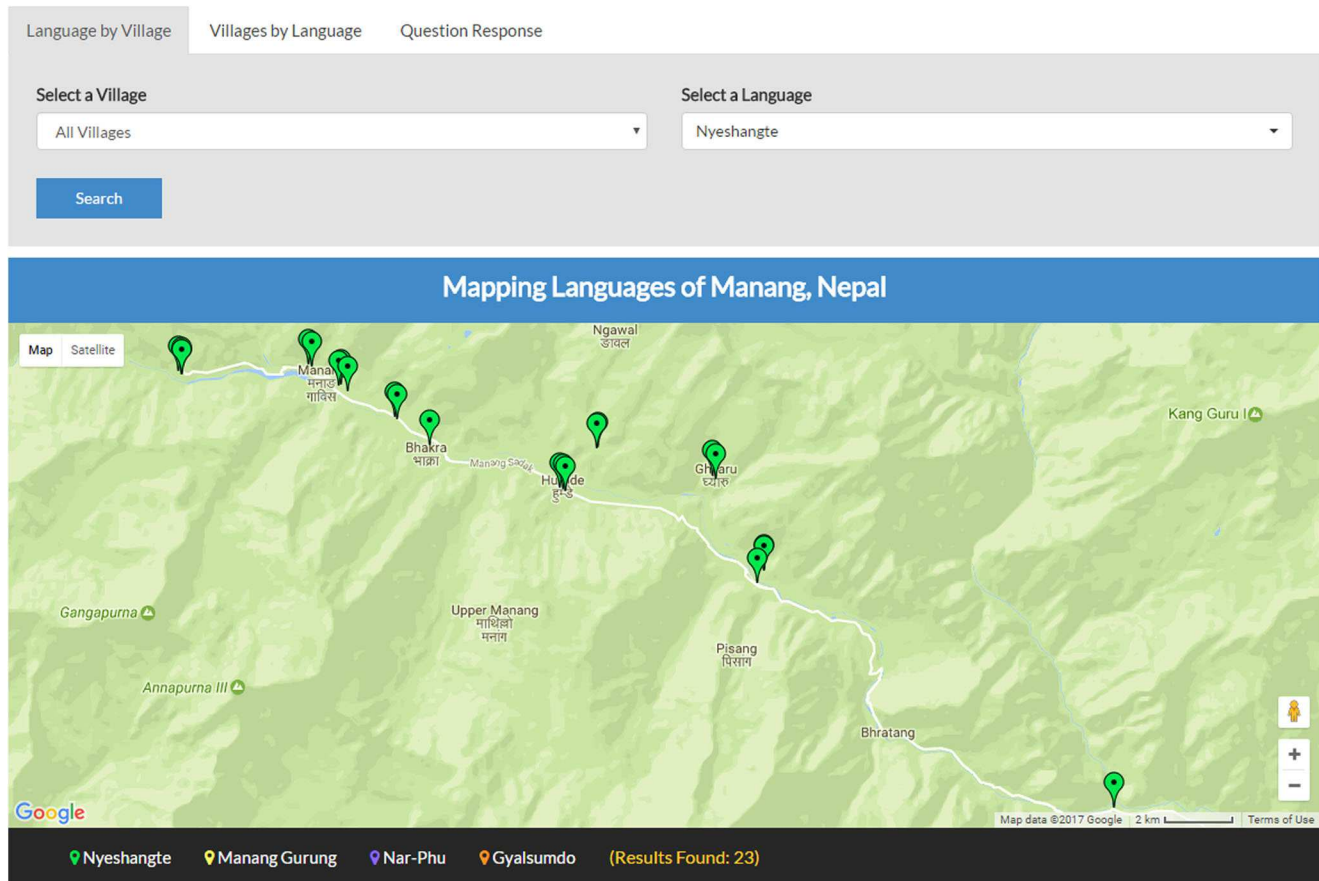 Language by Village Villages by Language Question Response
Select a Village Select a Language
All Villages Nyeshangte
Search
Mapping Languages of Manang, Nepal
Map Satellite
Ngawal
ङावल
मनाङ
गाविस
Kang Guru I
Bhakra
भाक्रा
Manang Sadak
हुम्डे
घ्यारु
Gangapurna
Upper Manang
माथिल्लो
मनांग
Pisang
पिसाग
Annapurna III
Bhratang
+
−
Google
Map data ©2017 Google 2 km Terms of Use
Nyeshangte Manang Gurung Nar-Phu Gyalsumdo (Results Found: 23)